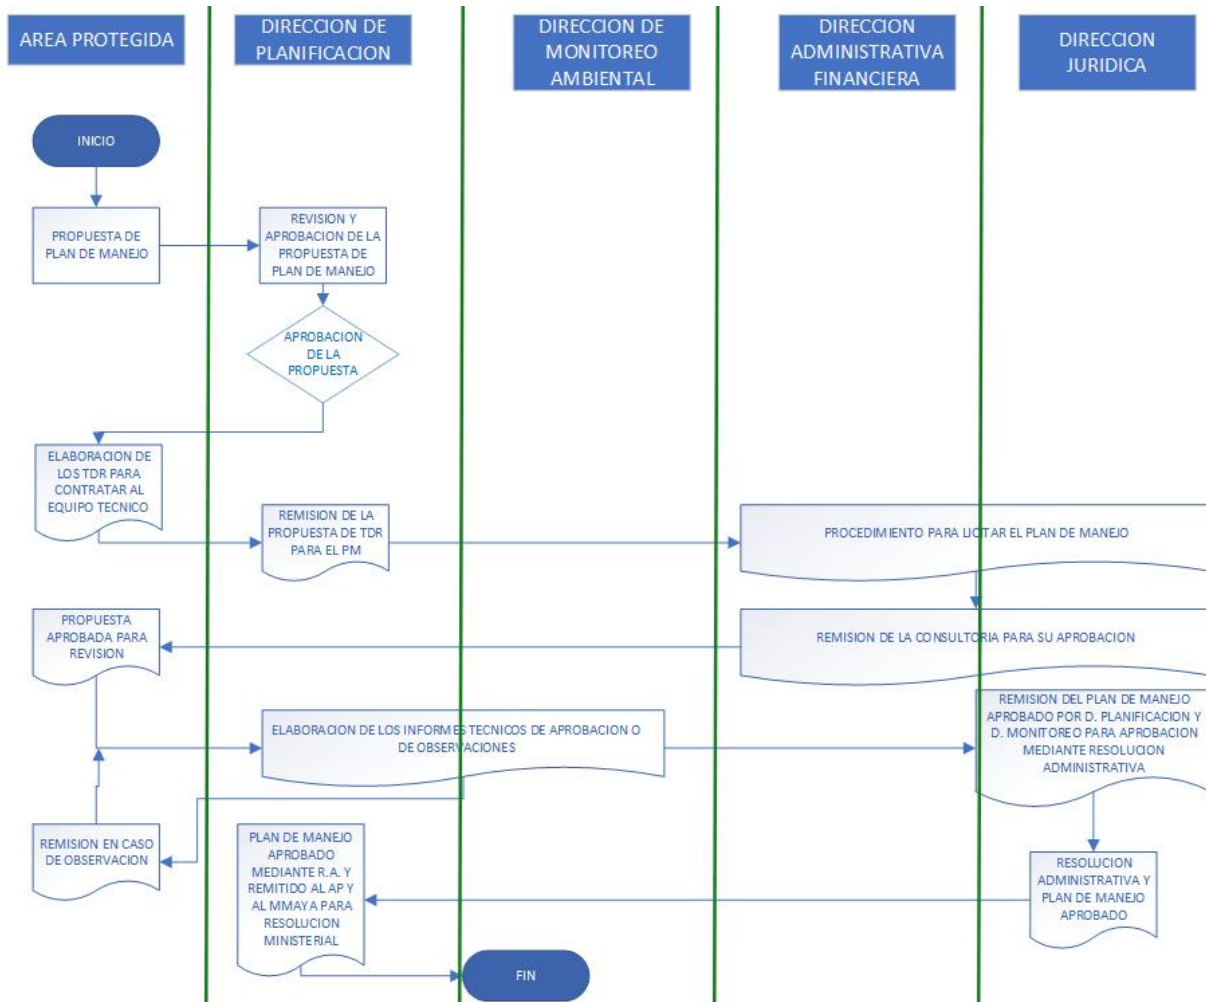 AREA PROTEGIDA
DIRECCION DE
PLANIFICACION
DIRECCION DE
MONITOREO
AMBIENTAL
DIRECCION
ADMINISTRATIVA
FINANCIERA
DIRECCION
JURIDICA
INICIO
PROPUESTA DE
PLAN DE MANEJO
REVISION Y
APROBACION DE LA
PROPUESTA DE
PLAN DE MANEJO
APROBACION
DE LA
PROPUESTA
ELABORACION DE
LOS TDR PARA
CONTRATAR AL
EQUIPO TECNICO
REMISION DE LA
PROPUESTA DE TDR
PARA EL PM
PROCEDIMIENTO PARA LICITAR EL PLAN DE MANEJO
REMISION DE LA CONSULTORIA PARA SU APROBACION
PROPUESTA
APROBADA PARA
REVISION
ELABORACION DE LOS INFORMES TECNICOS DE APROBACION O
DE OBSERVACIONES
REMISION DEL PLAN DE MANEJO
APROBADO POR D. PLANIFICACION Y
D. MONITOREO PARA APROBACION
MEDIANTE RESOLUCION
ADMINISTRATIVA
REMISION EN CASO
DE OBSERVACION
PLAN DE MANEJO
APROBADO
MEDIANTE R.A. Y
REMITIDO AL AP Y
AL MMAYA PARA
RESOLUCION
MINISTERIAL
RESOLUCION
ADMINISTRATIVA Y
PLAN DE MANEJO
APROBADO
FIN